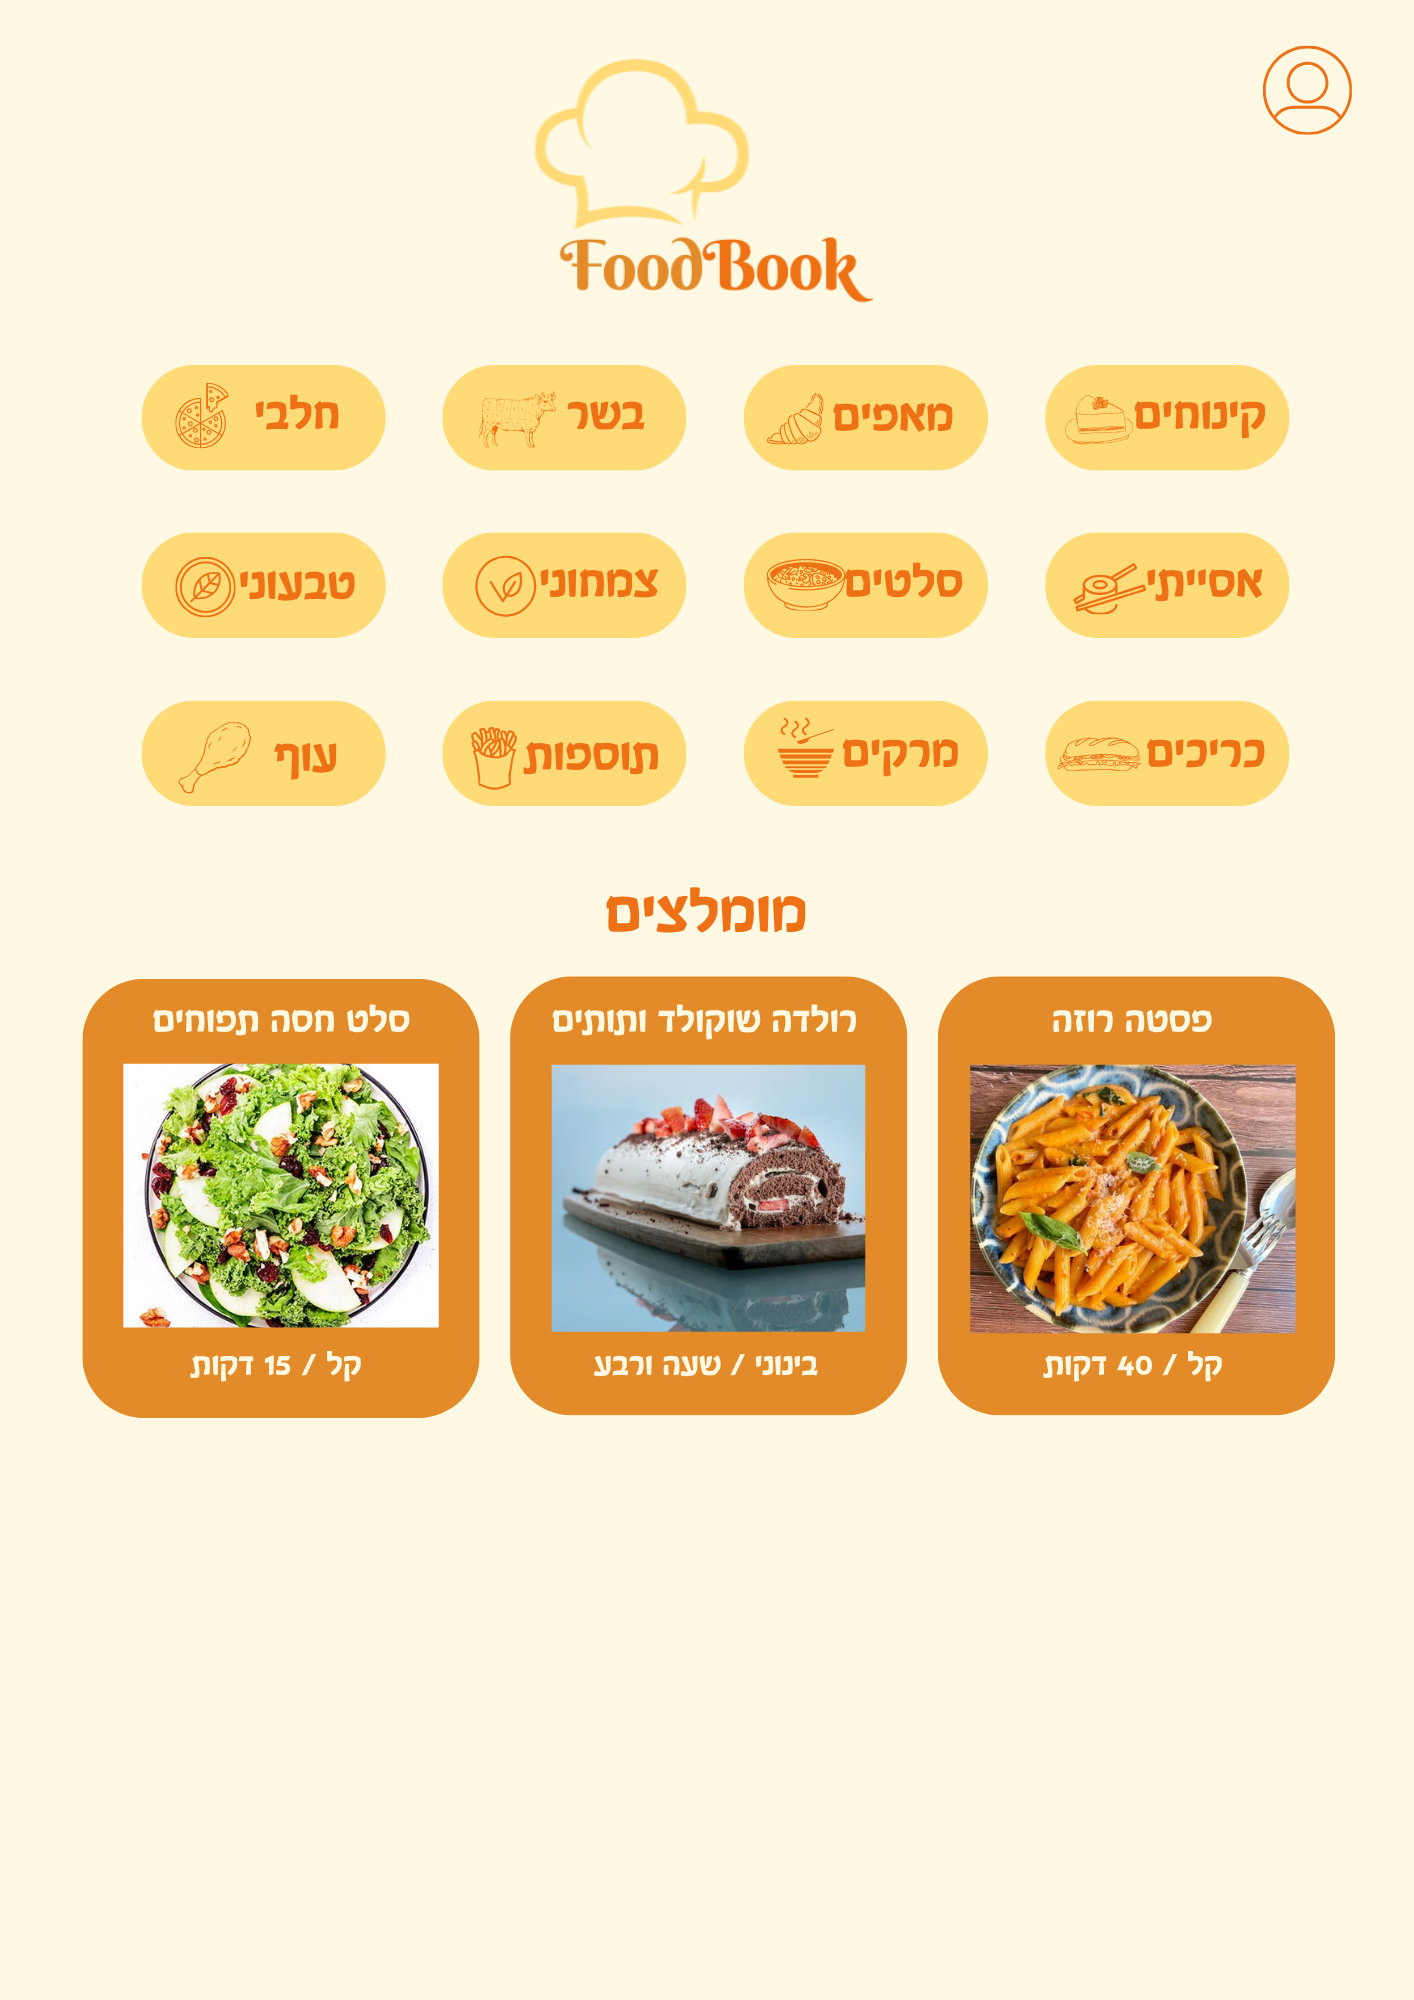 FoodBook
קינוחים
מאפים
בשר
חלבי
אסייתי
סלטים
צמחוני
טבעוני
כריכים
מרקים
תוספות
עוף
מומלצים
פסטה רוזה
רולדה שוקולד ותותים
סלט חסה תפוחים
קל / 40 דקות
בינוני / שעה ורבע
קל / 15 דקות